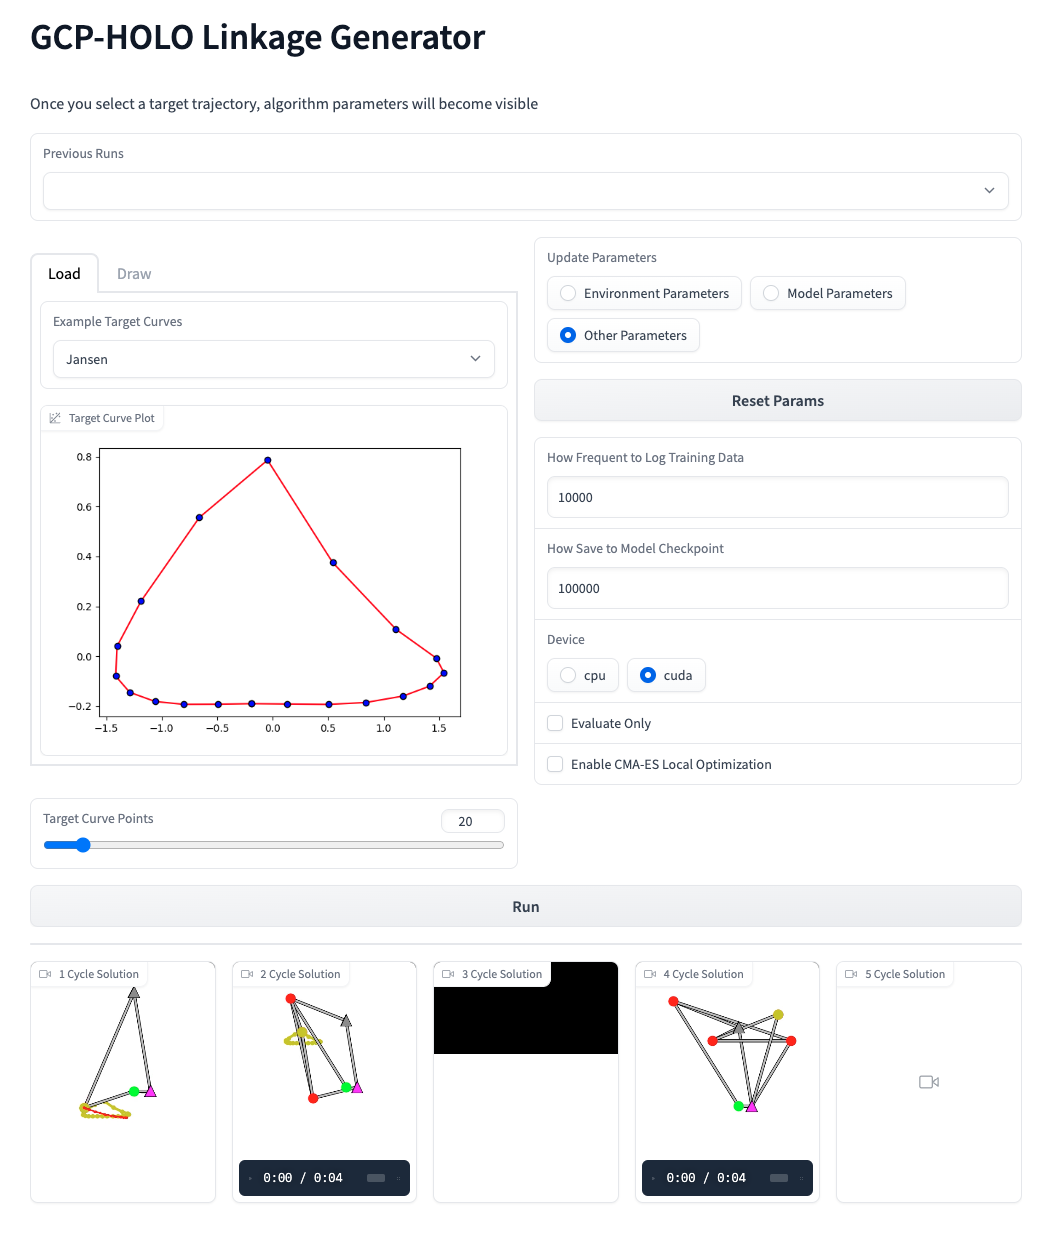 GCP-HOLO Linkage Generator
Once you select a target trajectory, algorithm parameters will become visible
Previous Runs
Load
Draw
Example Target Curves
Jansen
Target Curve Plot
0.8
0.6
0.4
0.2
0.0
−0.2
−1.5 −1.0 −0.5 0.0 0.5 1.0 1.5
Target Curve Points
20
Update Parameters
Environment Parameters
Model Parameters
Other Parameters
Reset Params
How Frequent to Log Training Data
10000
How Save to Model Checkpoint
100000
Device
cpu
cuda
Evaluate Only
Enable CMA-ES Local Optimization
Run
1 Cycle Solution
2 Cycle Solution
0:00 / 0:04
3 Cycle Solution
4 Cycle Solution
0:00 / 0:04
5 Cycle Solution